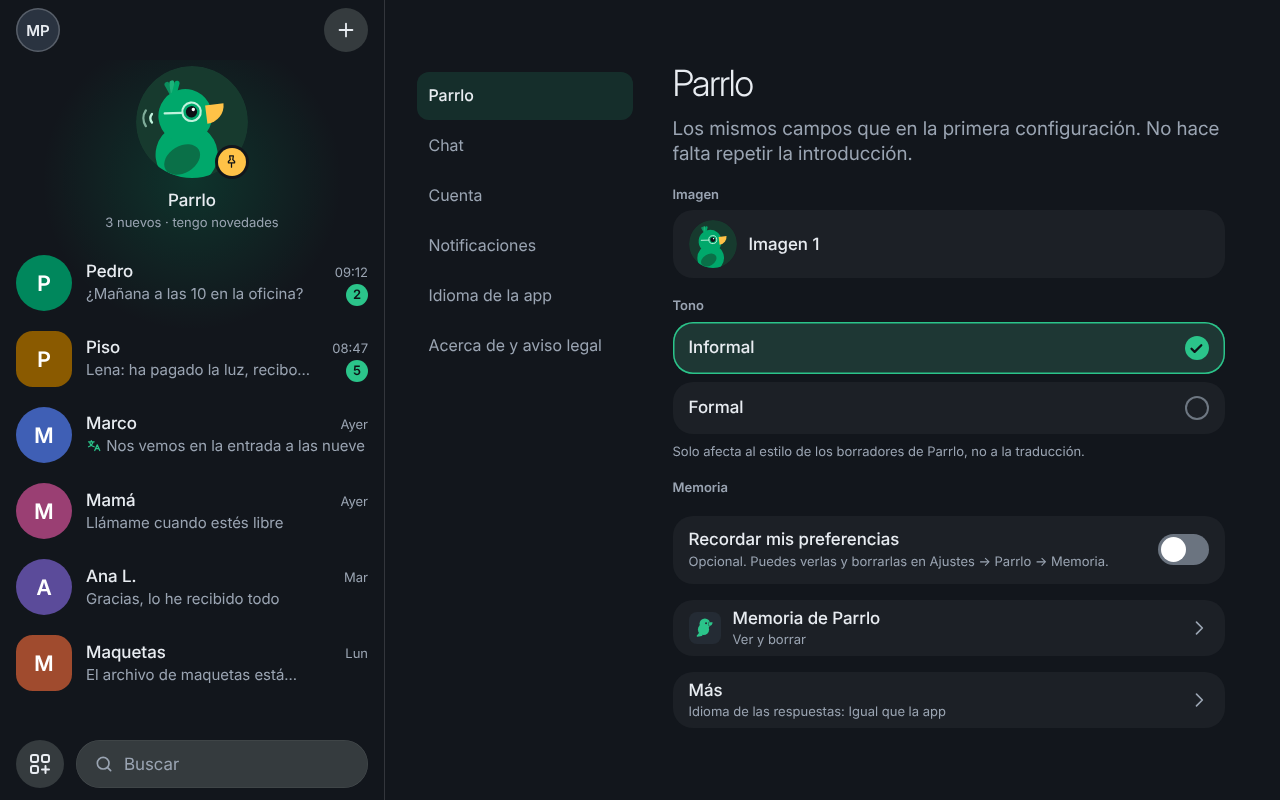 MP
Parrlo
3 nuevos · tengo novedades
Pedro
09:12
¿Mañana a las 10 en la oficina?
2
P
Piso
08:47
Lena: ha pagado la luz, recibo...
5
P
Marco
Ayer
Nos vemos en la entrada a las nueve
M
Mamá
Ayer
Llámame cuando estés libre
M
Ana L.
Mar
Gracias, lo he recibido todo
A
Maquetas
Lun
El archivo de maquetas está...
M
Buscar
Parrlo
Chat
Cuenta
Notificaciones
Idioma de la app
Acerca de y aviso legal
Parrlo
Los mismos campos que en la primera configuración. No hace
falta repetir la introducción.
Imagen
Imagen 1
Tono
Informal
Formal
Solo afecta al estilo de los borradores de Parrlo, no a la traducción.
Memoria
Recordar mis preferencias
Opcional. Puedes verlas y borrarlas en Ajustes → Parrlo → Memoria.
Memoria de Parrlo
Ver y borrar
Más
Idioma de las respuestas: Igual que la app